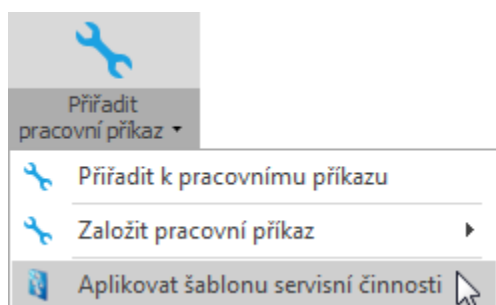 Přiřadit
pracovní příkaz
Přiřadit k pracovnímu příkazu
Založit pracovní příkaz
Aplikovat šablonu servisní činnosti